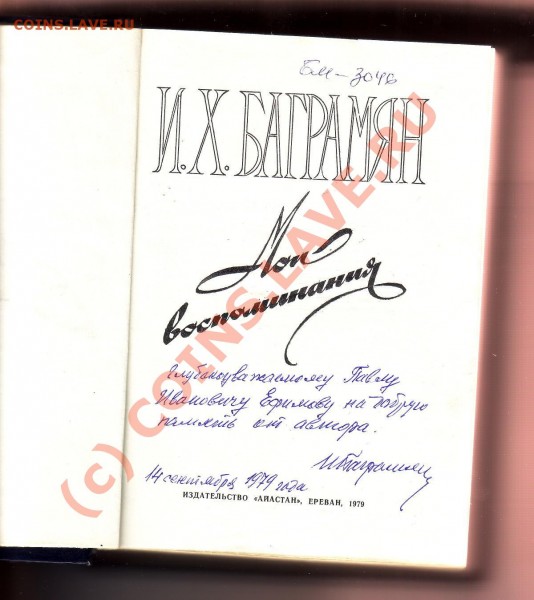 COINS.LAVE.RU
БМ – 3046
И. Х. БАГРАМЯН
Мои
воспоминания
Глубокоуважаемому Павлу
Ивановичу Ефимову на добрую
память от автора.
И Баграмян
14 сентября 1979 года
ИЗДАТЕЛЬСТВО «АЙАСТАН», ЕРЕВАН, 1979
(c) COINS.LAVE.RU